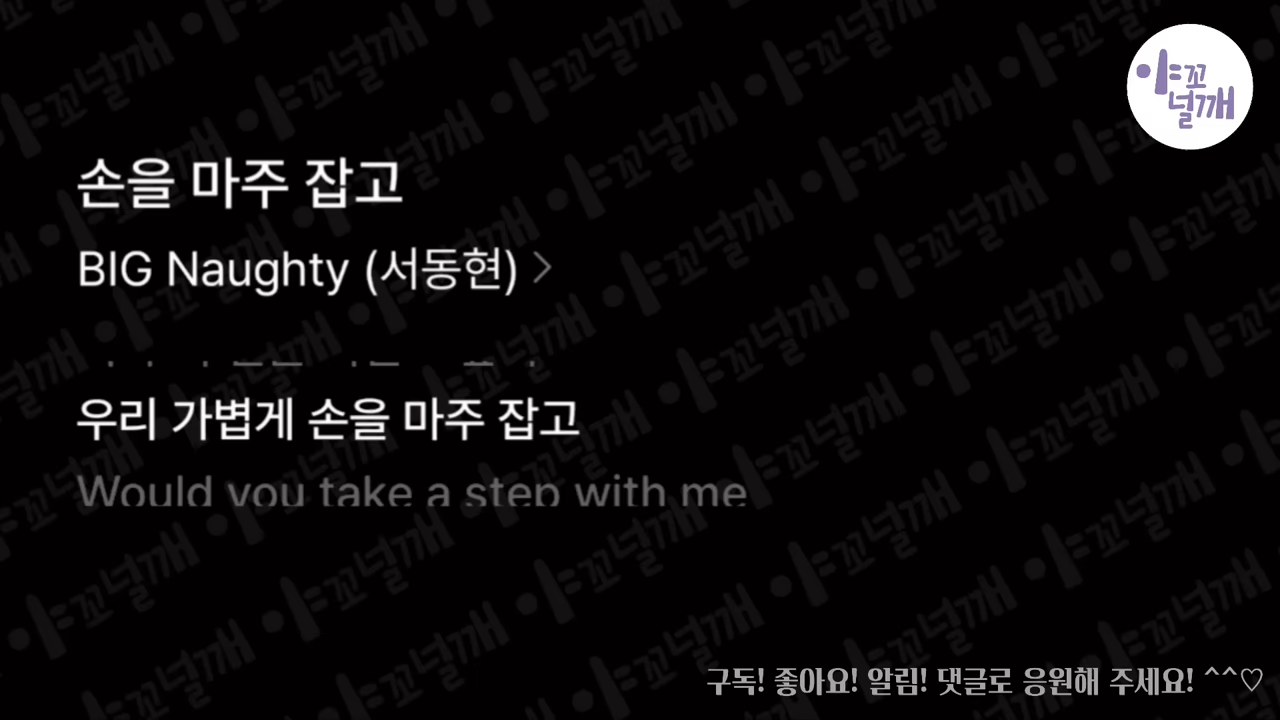 야꼬
널깨
손을 마주 잡고
BIG Naughty (서동현) >
우리 가볍게 손을 마주 잡고
Would you take a step with me
구독! 좋아요! 알림! 댓글로 응원해 주세요! ^^♡